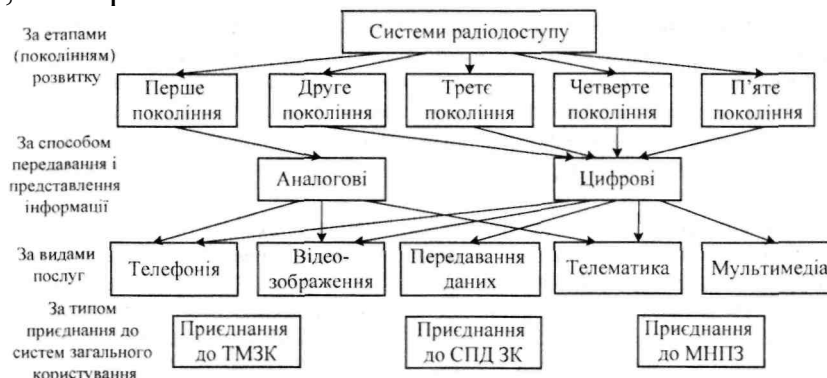 За етапами
(поколінням)
розвитку
Системи радіодоступу
Перше
покоління
Друге
покоління
Третє
покоління
Четверте
покоління
П'яте
покоління
За способом
передавання і
представлення
інформації
Аналогові
Цифрові
За видами
послуг
Телефонія
Відео-
зображення
Передавання
даних
Телематика
Мультимедіа
За типом
приєднання до
систем загального
користування
Приєднання
до ТМЗК
Приєднання
до СПД ЗК
Приєднання
до МНПЗ